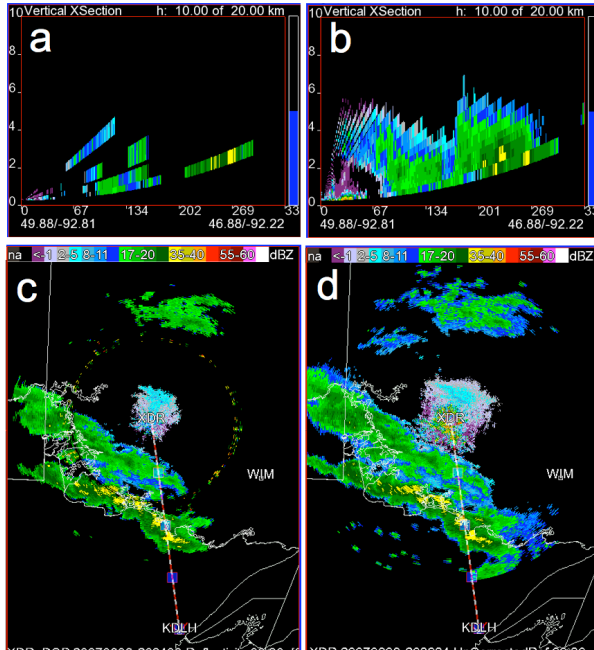 Vertical XSection h: 10.00 of 20.00 km
a
10
8
6
4
2
0
0 67 134 202 269 33
49.88/-92.81 46.88/-92.22
Vertical XSection h: 10.00 of 20.00 km
b
10
8
6
4
2
0
0 67 134 201 269 33
49.88/-92.81 46.88/-92.22
na <-1 2-5 8-11 17-20 35-40 55-60 dBZ
c
XDR
WIM
KDLH
na <-1 2-5 8-11 17-20 35-40 55-60 dBZ
d
XDR
WIM
KDLH